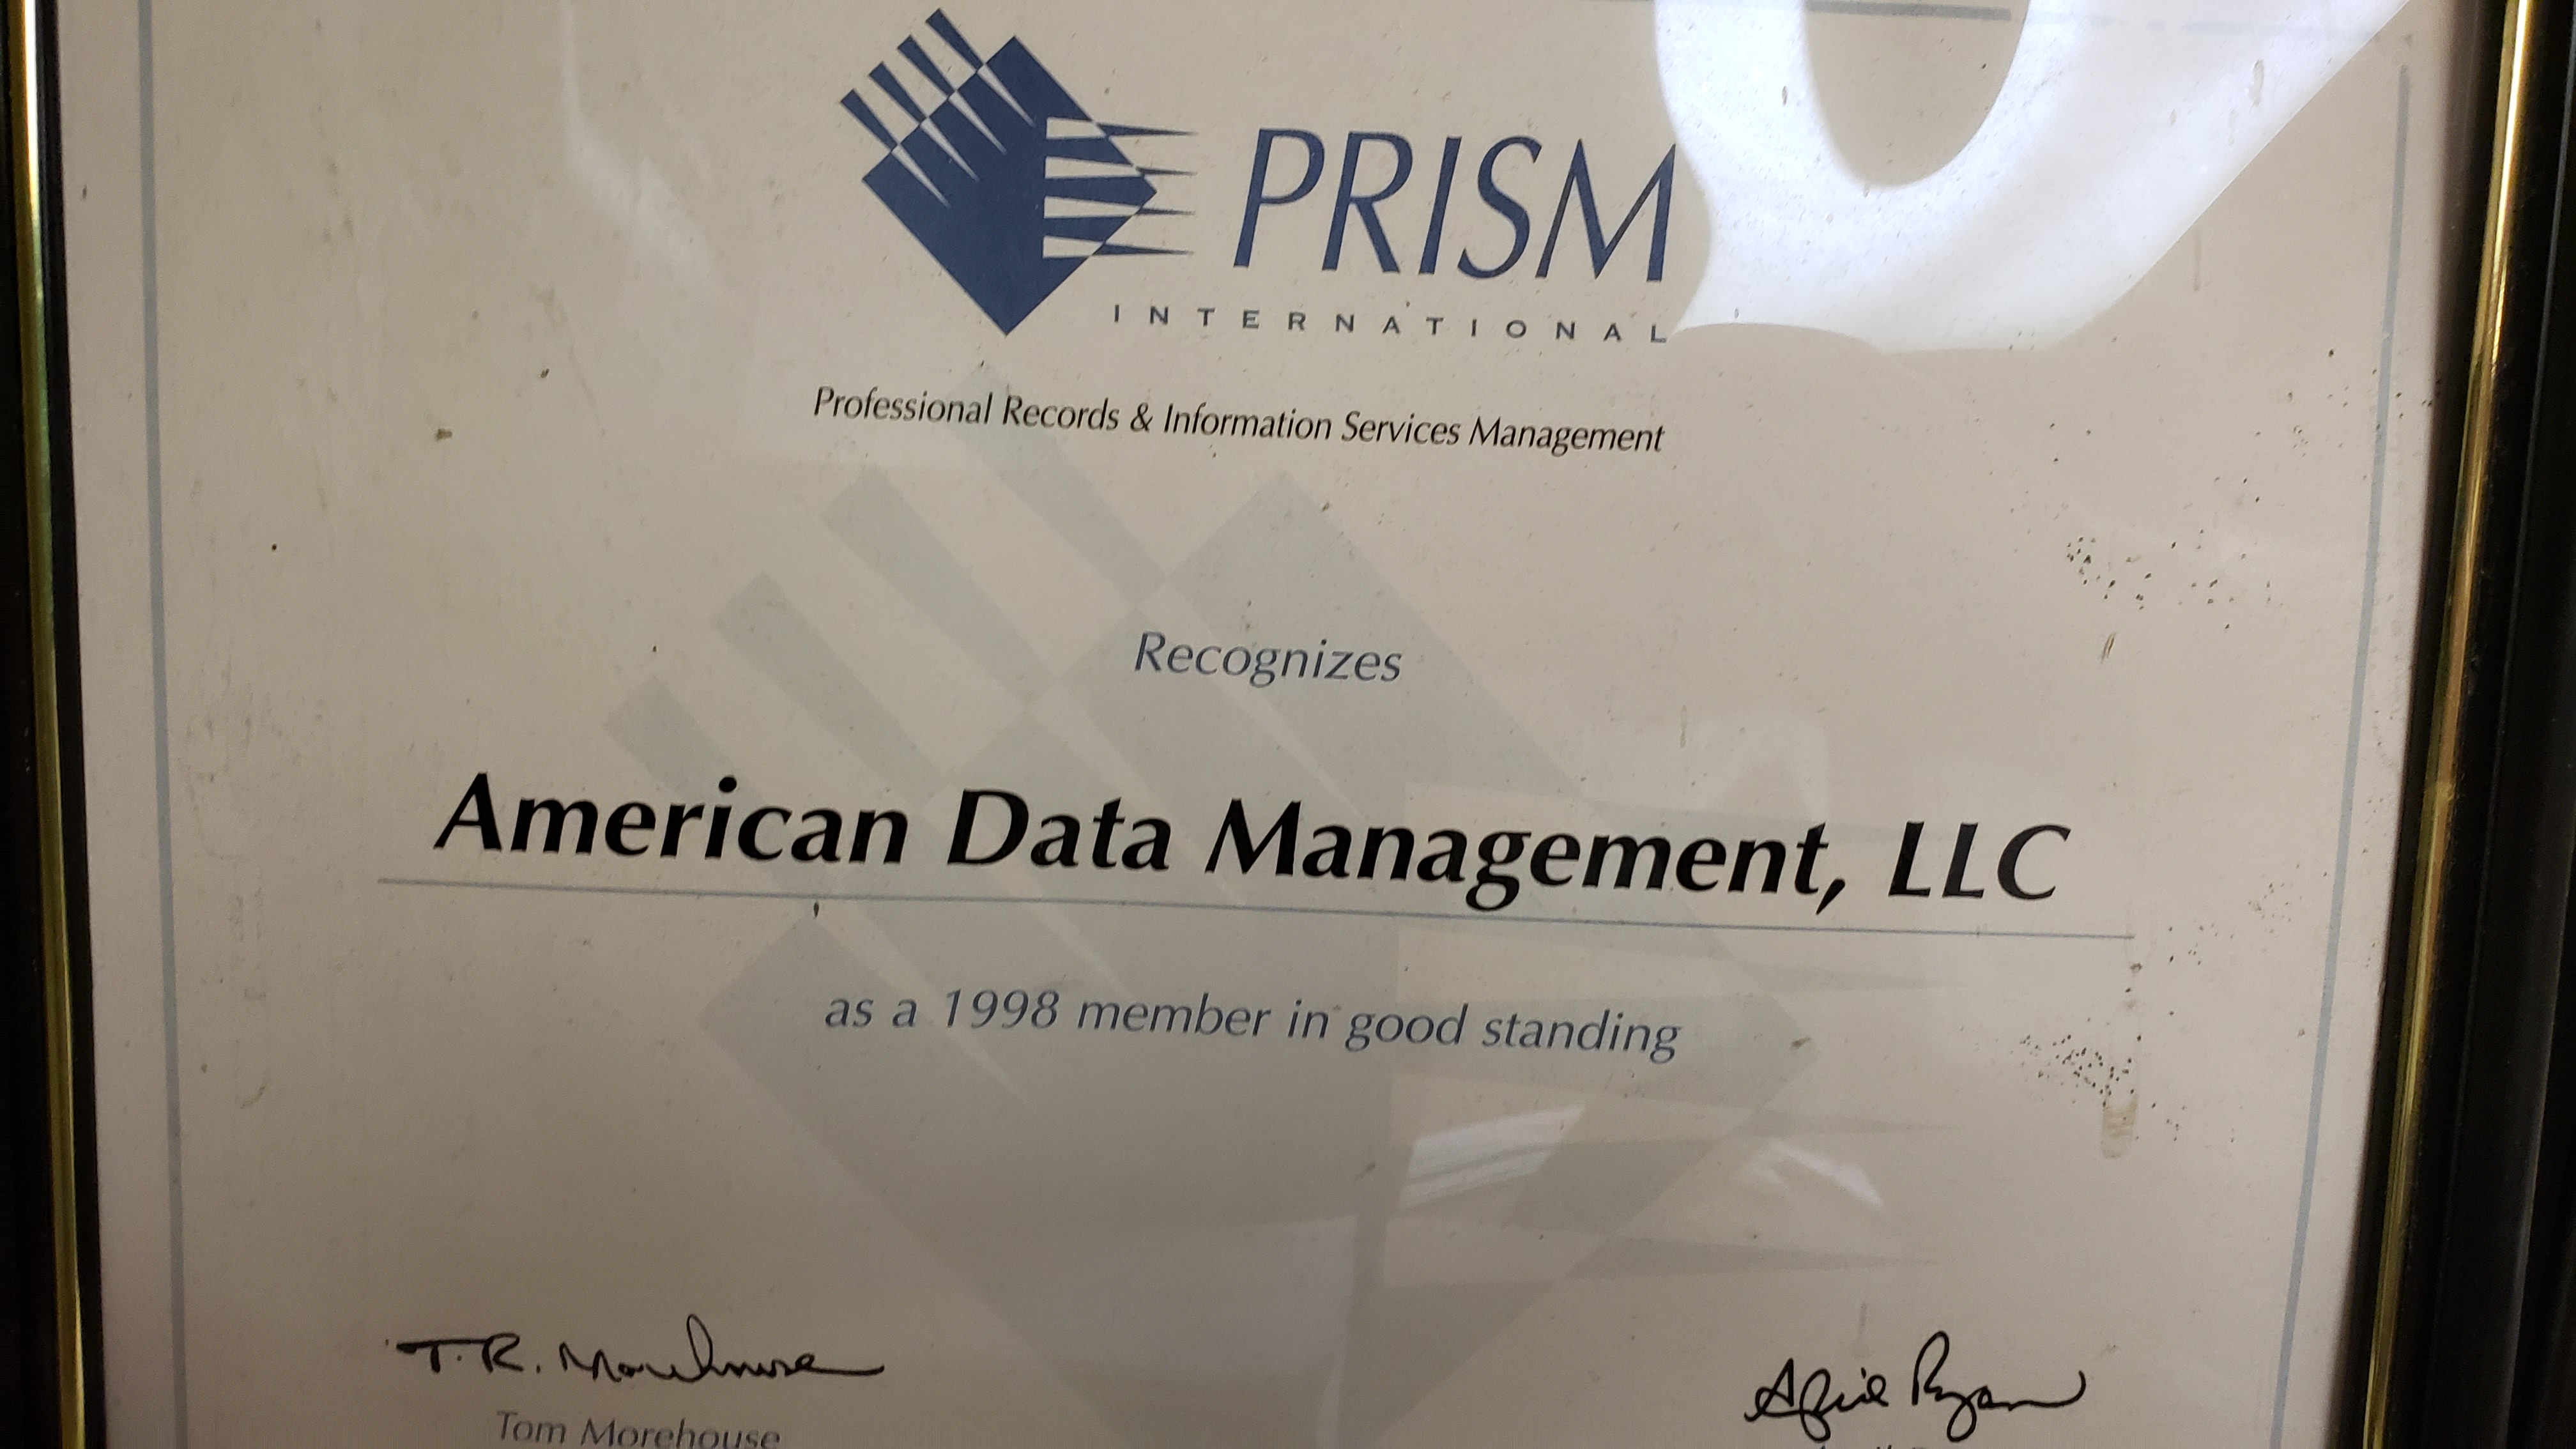 PRISM
INTERNATIONAL
Professional Records & Information Services Management
Recognizes
American Data Management, LLC
as a 1998 member in good standing
T.R. Morehouse
April Ryan
Tom Morehouse